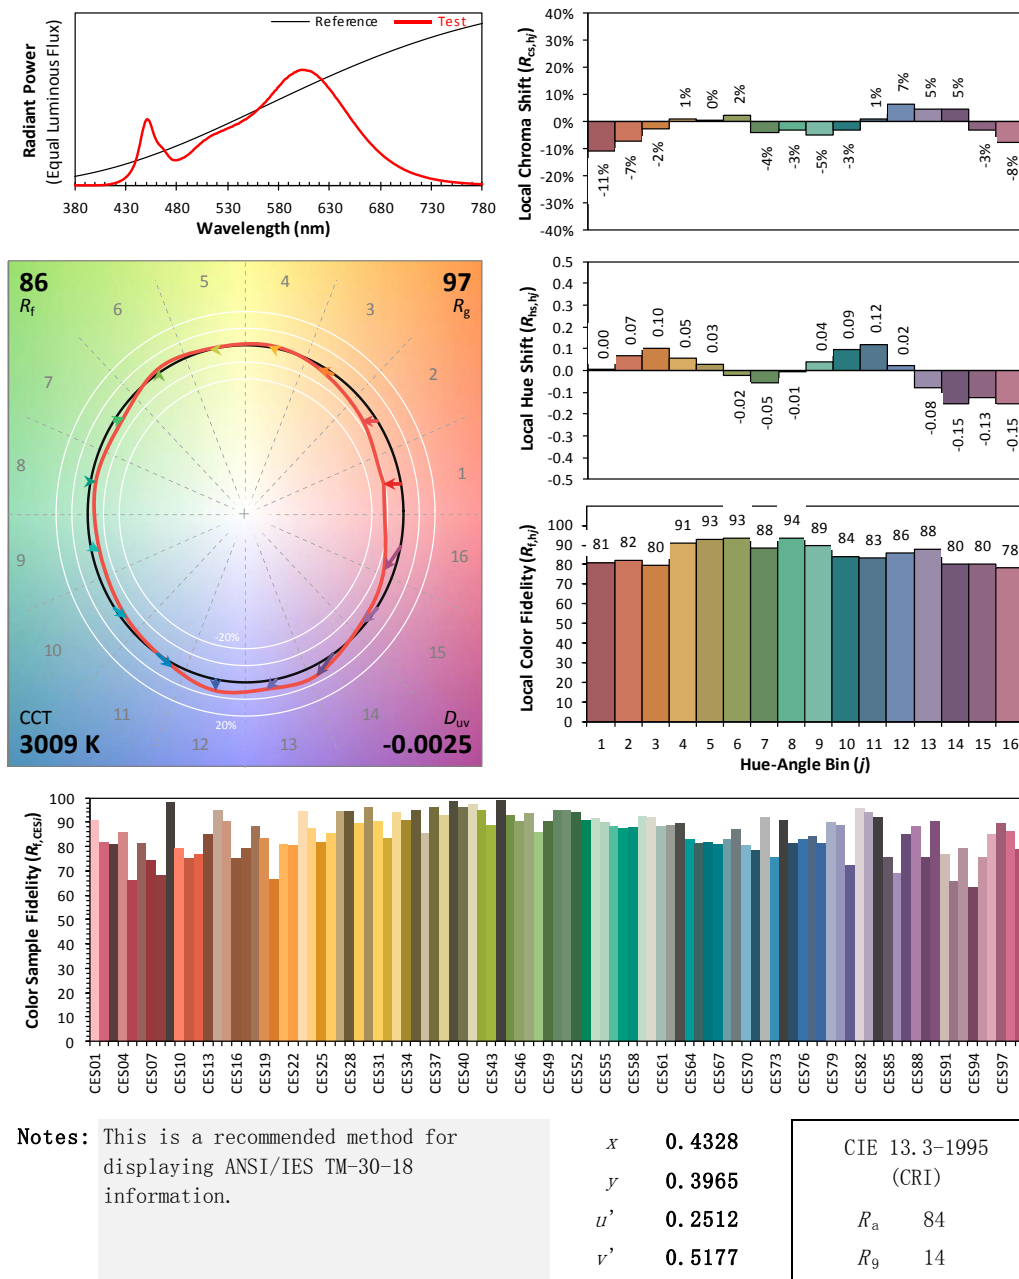 Reference
Test
Radiant Power
(Equal Luminous Flux)
380 430 480 530 580 630 680 730 780
Wavelength (nm)
Local Chroma Shift (Rcs,hj)
40%
30%
20%
10%
0%
-10%
-20%
-30%
-40%
-11% -7% -2% 1% 0% 2% -4% -3% -5% -3% 1% 7% 5% 5% -3% -8%
86
Rf
97
Rg
5 4
6 3
7 2
8 1
9 16
10 15
11 14
12 13
-20%
20%
CCT
3009 K
Duv
-0.0025
Local Hue Shift (Rhs,hj)
0.5
0.4
0.3
0.2
0.1
0.0
-0.1
-0.2
-0.3
-0.4
-0.5
0.00 0.07 0.10 0.05 0.03 -0.02 -0.05 -0.01 0.04 0.09 0.12 0.02 -0.08 -0.15 -0.13 -0.15
Local Color Fidelity (Rf,hj)
100
90
80
70
60
50
40
30
20
10
0
81 82 80 91 93 93 88 94 89 84 83 86 88 80 80 78
1 2 3 4 5 6 7 8 9 10 11 12 13 14 15 16
Hue-Angle Bin (j)
Color Sample Fidelity (Rf,CESi)
100
90
80
70
60
50
40
30
20
10
0
CES01 CES04 CES07 CES10 CES13 CES16 CES19 CES22 CES25 CES28 CES31 CES34 CES37 CES40 CES43 CES46 CES49 CES52 CES55 CES58 CES61 CES64 CES67 CES70 CES73 CES76 CES79 CES82 CES85 CES88 CES91 CES94 CES97
Notes: This is a recommended method for
displaying ANSI/IES TM-30-18
information.
x 0.4328
y 0.3965
u' 0.2512
v' 0.5177
CIE 13.3-1995
(CRI)
Ra 84
R9 14